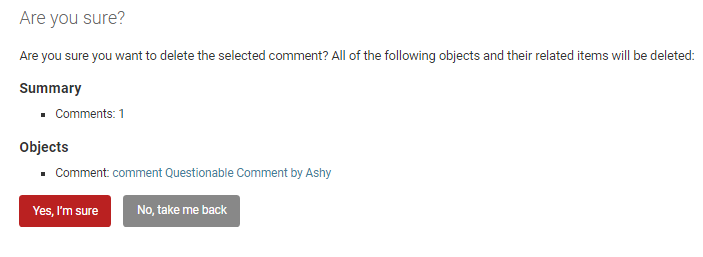 Are you sure?
Are you sure you want to delete the selected comment? All of the following objects and their related items will be deleted:
Summary
Comments: 1
Objects
Comment: comment Questionable Comment by Ashy
Yes, I'm sure No, take me back